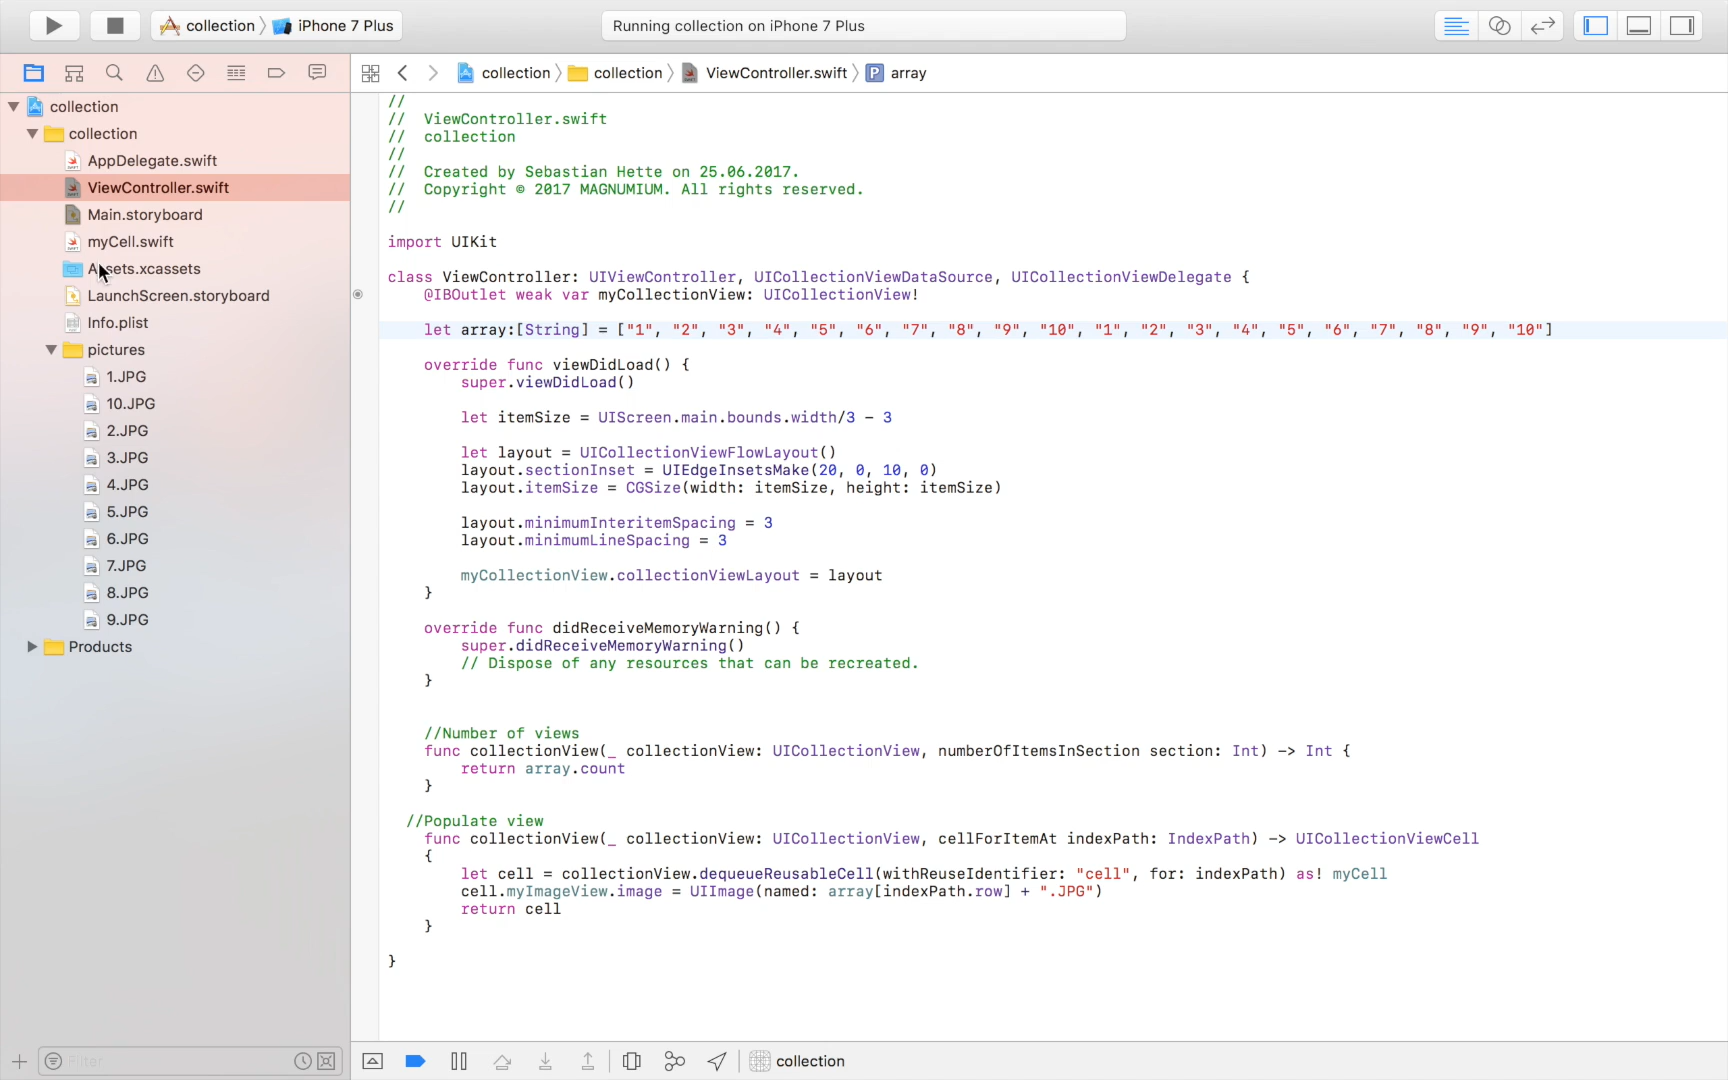 collection 〉 iPhone 7 Plus
Running collection on iPhone 7 Plus
collection 〉 collection 〉 ViewController.swift 〉 P array
collection
collection
AppDelegate.swift
ViewController.swift
Main.storyboard
myCell.swift
Assets.xcassets
LaunchScreen.storyboard
Info.plist
pictures
1.JPG
10.JPG
2.JPG
3.JPG
4.JPG
5.JPG
6.JPG
7.JPG
8.JPG
9.JPG
Products
Filter
//
//  ViewController.swift
//  collection
//
//  Created by Sebastian Hette on 25.06.2017.
//  Copyright © 2017 MAGNUMIUM. All rights reserved.
//
import UIKit
class ViewController: UIViewController, UICollectionViewDataSource, UICollectionViewDelegate {
@IBOutlet weak var myCollectionView: UICollectionView!
let array:[String] = ["1", "2", "3", "4", "5", "6", "7", "8", "9", "10", "1", "2", "3", "4", "5", "6", "7", "8", "9", "10"]
override func viewDidLoad() {
super.viewDidLoad()
let itemSize = UIScreen.main.bounds.width/3 - 3
let layout = UICollectionViewFlowLayout()
layout.sectionInset = UIEdgeInsetsMake(20, 0, 10, 0)
layout.itemSize = CGSize(width: itemSize, height: itemSize)
layout.minimumInteritemSpacing = 3
layout.minimumLineSpacing = 3
myCollectionView.collectionViewLayout = layout
}
override func didReceiveMemoryWarning() {
super.didReceiveMemoryWarning()
// Dispose of any resources that can be recreated.
}
//Number of views
func collectionView(_ collectionView: UICollectionView, numberOfItemsInSection section: Int) -> Int {
return array.count
}
//Populate view
func collectionView(_ collectionView: UICollectionView, cellForItemAt indexPath: IndexPath) -> UICollectionViewCell
{
let cell = collectionView.dequeueReusableCell(withReuseIdentifier: "cell", for: indexPath) as! myCell
cell.myImageView.image = UIImage(named: array[indexPath.row] + ".JPG")
return cell
}
}
collection